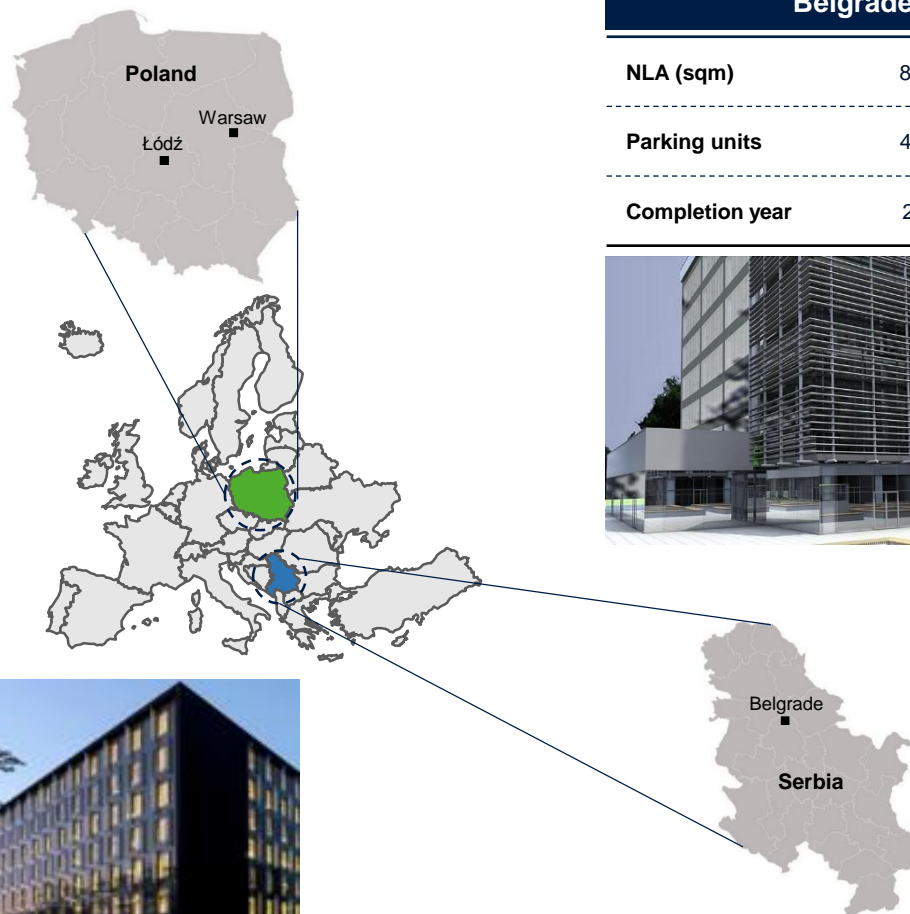 Belgrade
Poland
Warsaw
Łódź
NLA (sqm) 8
Parking units 4
Completion year 2
Belgrade
Serbia